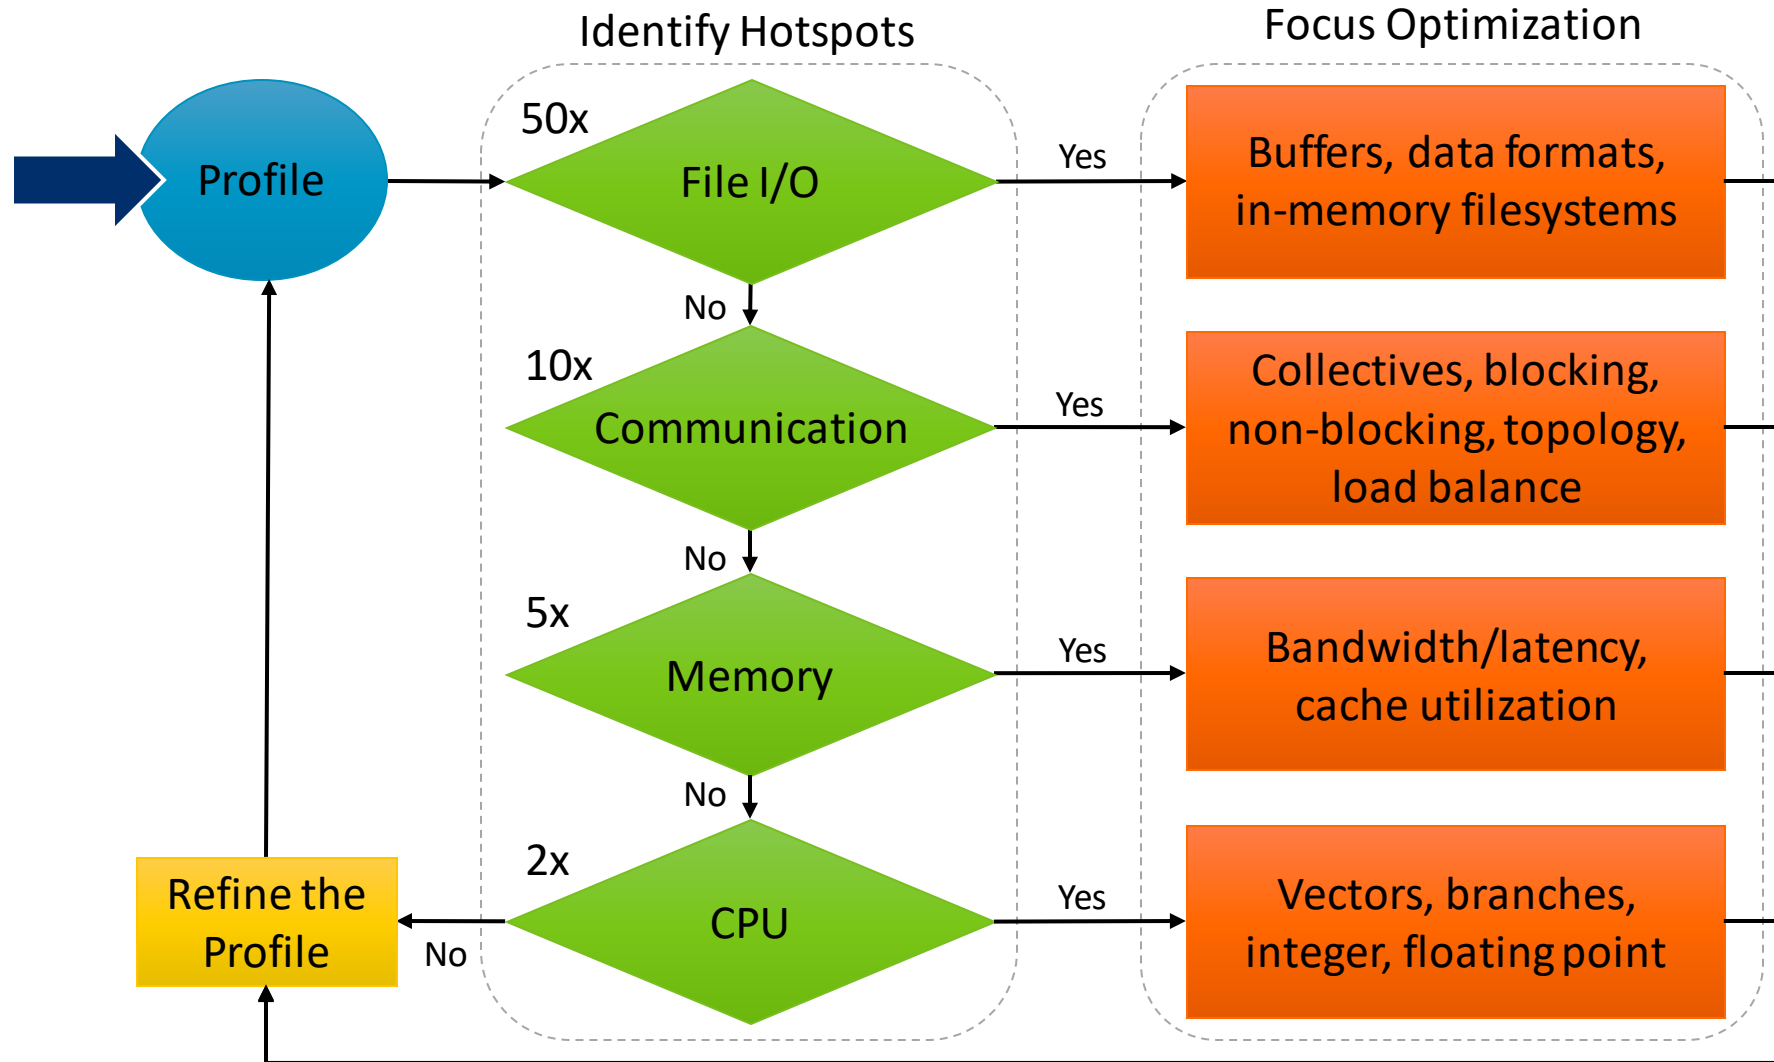 Identify Hotspots
Focus Optimization
Profile
50x
File I/O
Yes
Buffers, data formats,
in-memory filesystems
No
10x
Communication
Yes
Collectives, blocking,
non-blocking, topology,
load balance
No
5x
Memory
Yes
Bandwidth/latency,
cache utilization
No
2x
CPU
Yes
Vectors, branches,
integer, floating point
No
Refine the
Profile